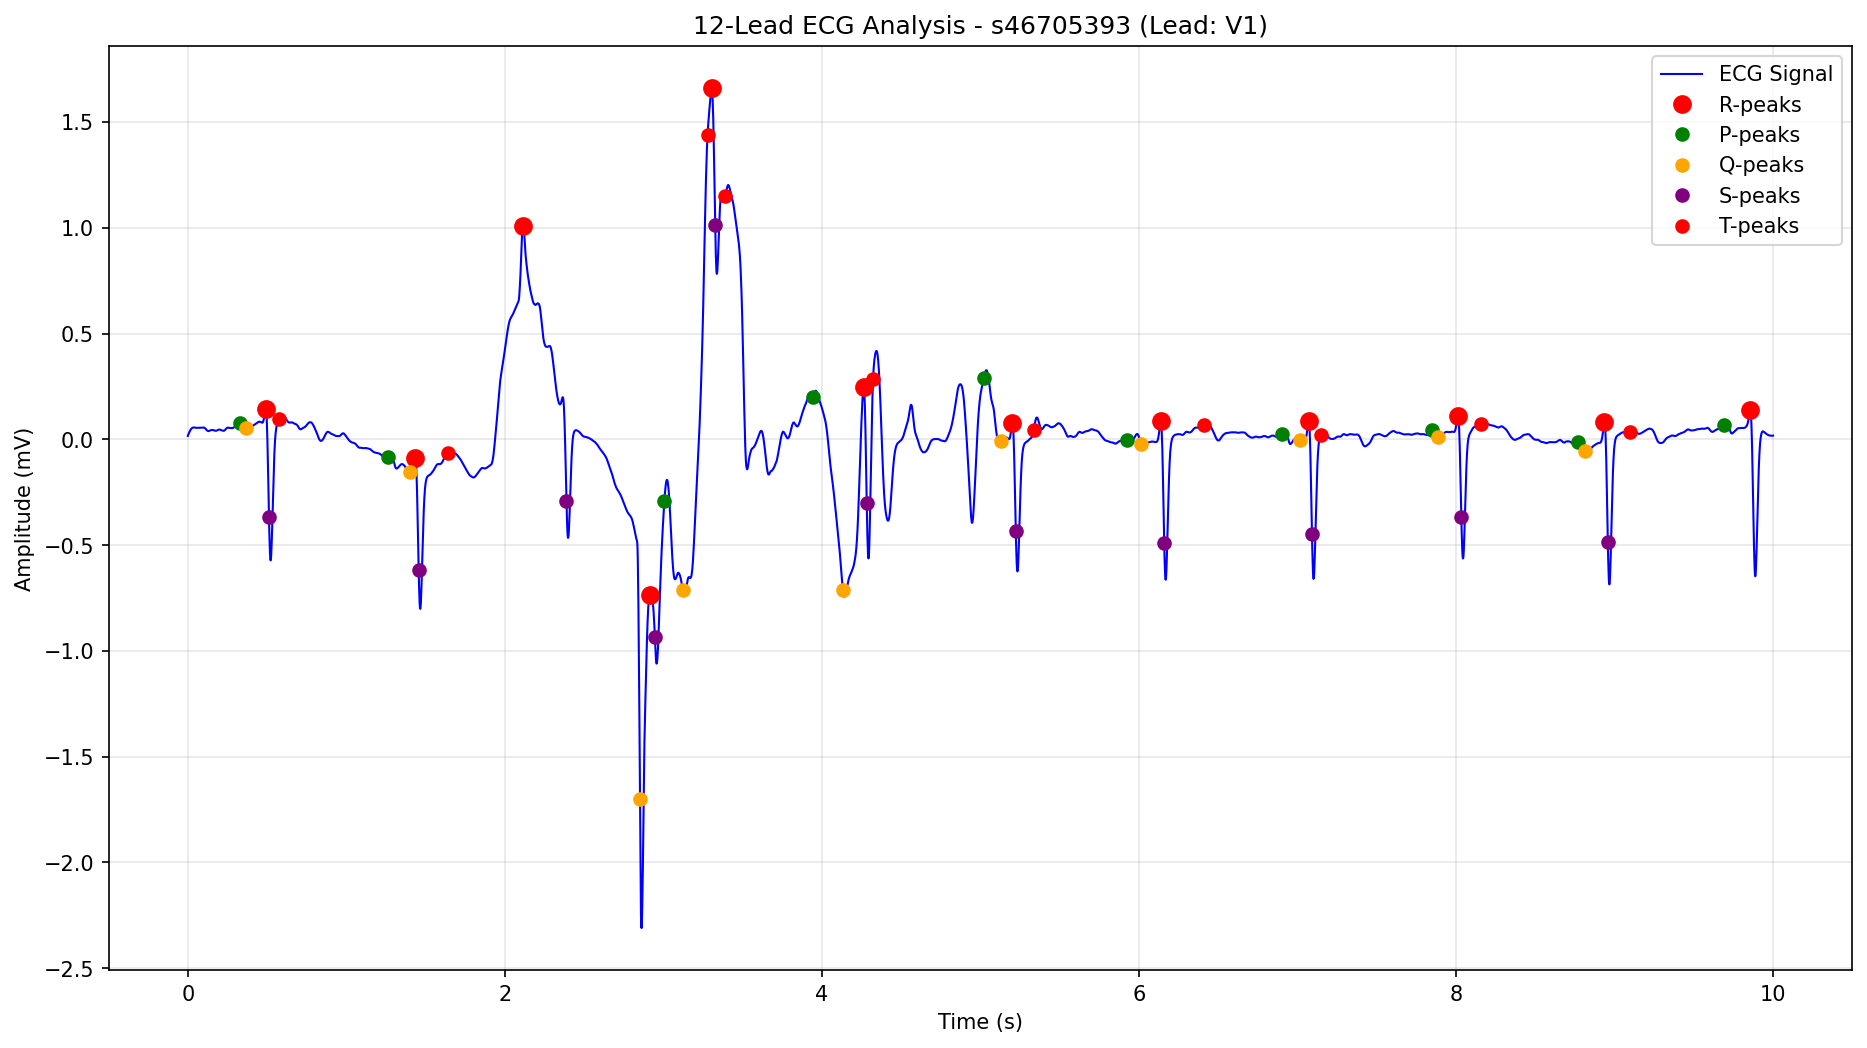 12-Lead ECG Analysis - s46705393 (Lead: V1)
ECG Signal
R-peaks
P-peaks
Q-peaks
S-peaks
T-peaks
Amplitude (mV)
1.5
1.0
0.5
0.0
−0.5
−1.0
−1.5
−2.0
−2.5
0 2 4 6 8 10
Time (s)